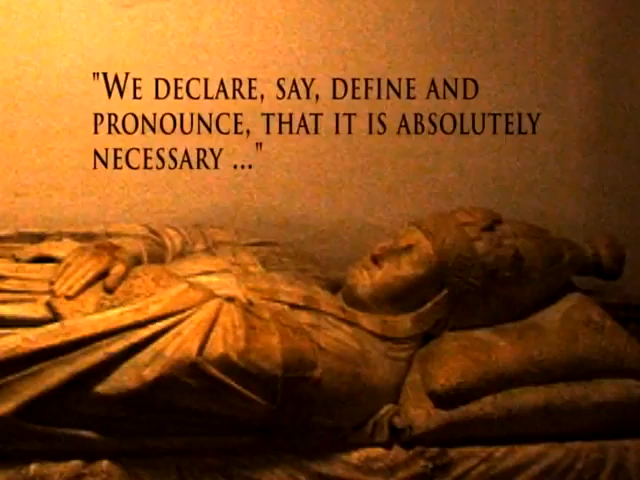 "WE DECLARE, SAY, DEFINE AND
PRONOUNCE, THAT IT IS ABSOLUTELY
NECESSARY ..."